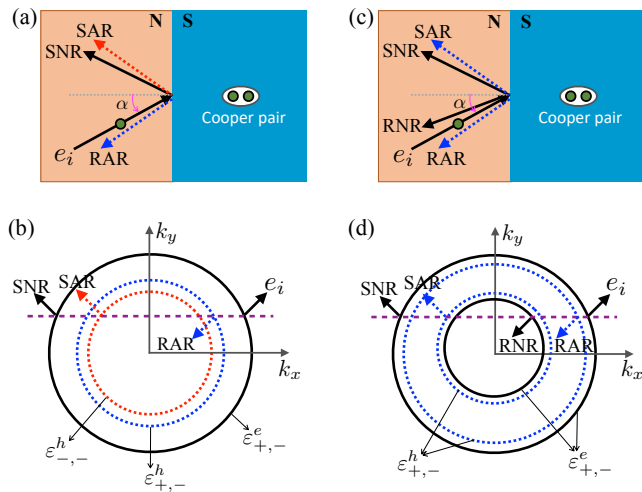 (a)
N S
SAR
SNR
α
e_i
RAR
Cooper pair
(c)
N S
SAR
SNR
α
RNR
e_i
RAR
Cooper pair
(b)
k_y
SNR
SAR
e_i
RAR
k_x
ε^h_{-,-}
ε^h_{+,-}
ε^e_{+,-}
(d)
k_y
SNR
SAR
e_i
RNR
RAR
k_x
ε^h_{+,-}
ε^e_{+,-}